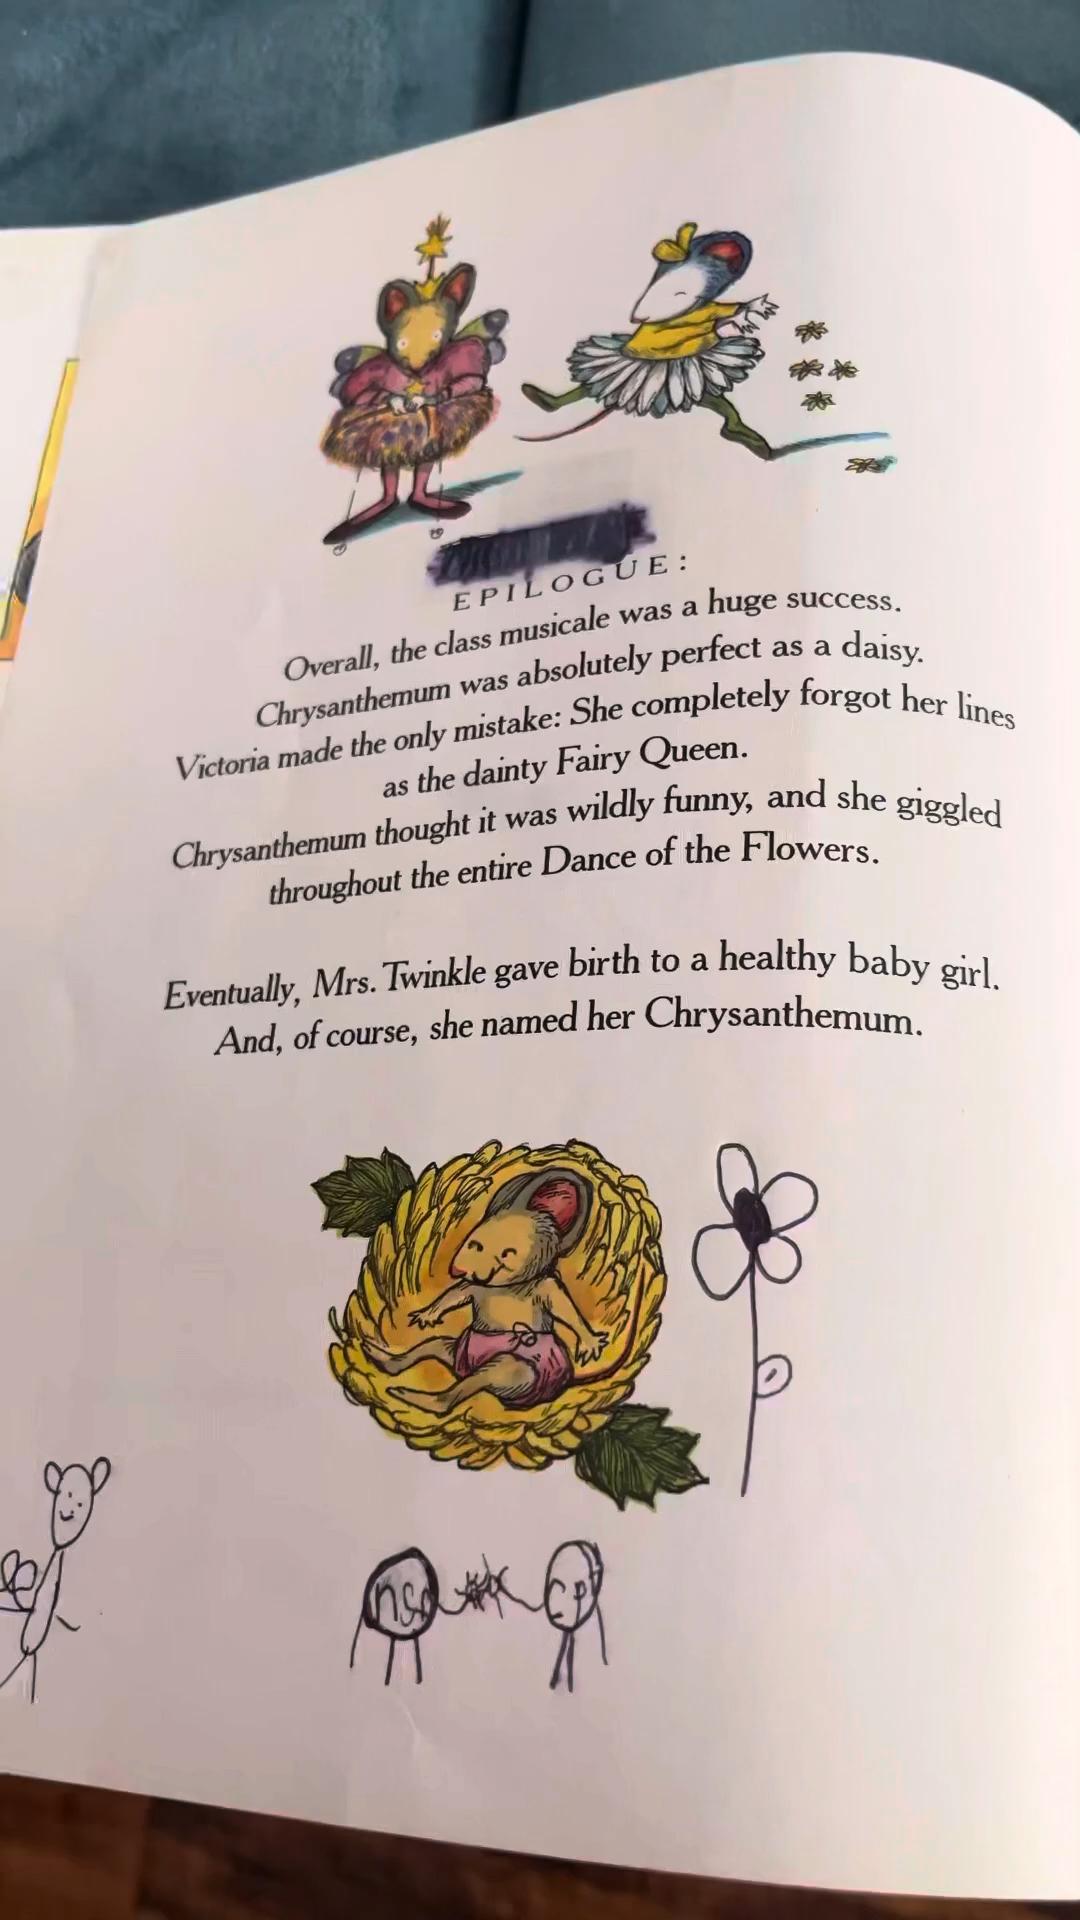 EPILOGUE:
Overall, the class musicale was a huge success.
Chrysanthemum was absolutely perfect as a daisy.
Victoria made the only mistake: She completely forgot her lines
as the dainty Fairy Queen.
Chrysanthemum thought it was wildly funny, and she giggled
throughout the entire Dance of the Flowers.
Eventually, Mrs. Twinkle gave birth to a healthy baby girl.
And, of course, she named her Chrysanthemum.